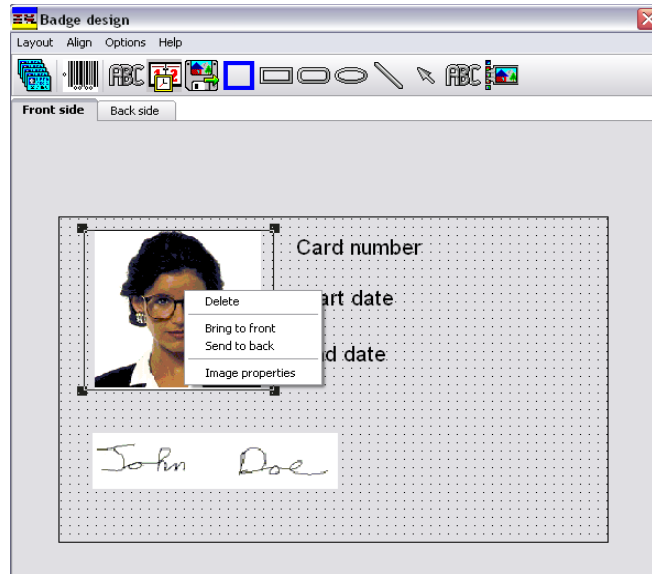 Badge design
Layout Align Options Help
ABC ABC
Front side Back side
Card number
Delete
art date
Bring to front
Send to back
d date
Image properties
John Doe